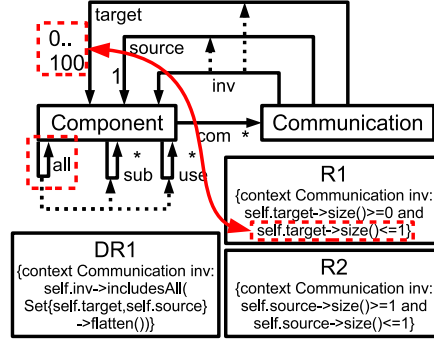 target
0..
100
source
1
inv
Component
Communication
com *
all
*
sub
*
use
R1
{context Communication inv:
self.target->size()>=0 and
self.target->size()<=1}
DR1
{context Communication inv:
self.inv->includesAll(
Set{self.target,self.source}
->flatten())}
R2
{context Communication inv:
self.source->size()>=1 and
self.source->size()<=1}